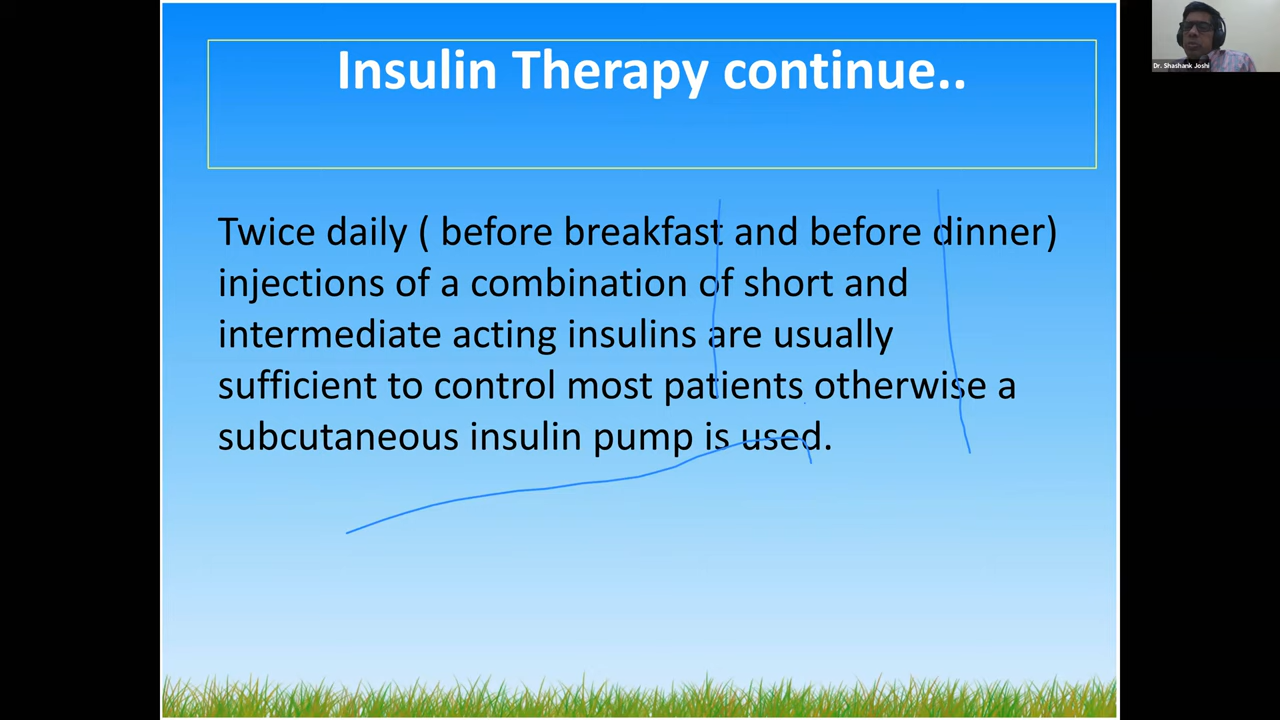 Insulin Therapy continue..
Dr. Shashank Joshi
Twice daily ( before breakfast and before dinner)
injections of a combination of short and
intermediate acting insulins are usually
sufficient to control most patients otherwise a
subcutaneous insulin pump is used.